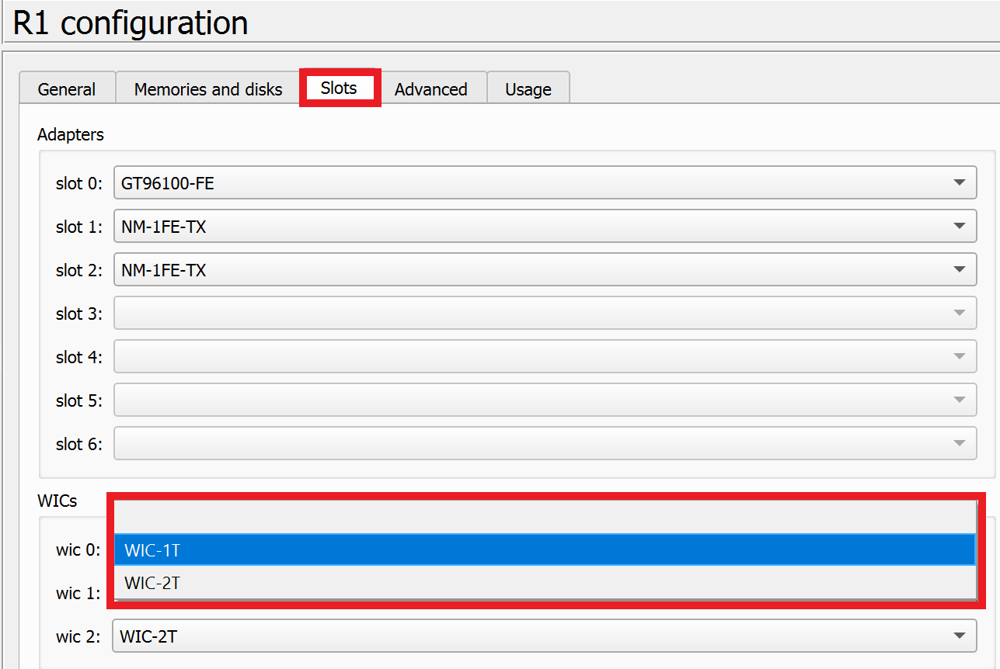 R1 configuration
General Memories and disks Slots Advanced Usage
Adapters
slot 0: GT96100-FE
slot 1: NM-1FE-TX
slot 2: NM-1FE-TX
slot 3:
slot 4:
slot 5:
slot 6:
WICs
wic 0: WIC-1T
wic 1: WIC-2T
wic 2: WIC-2T